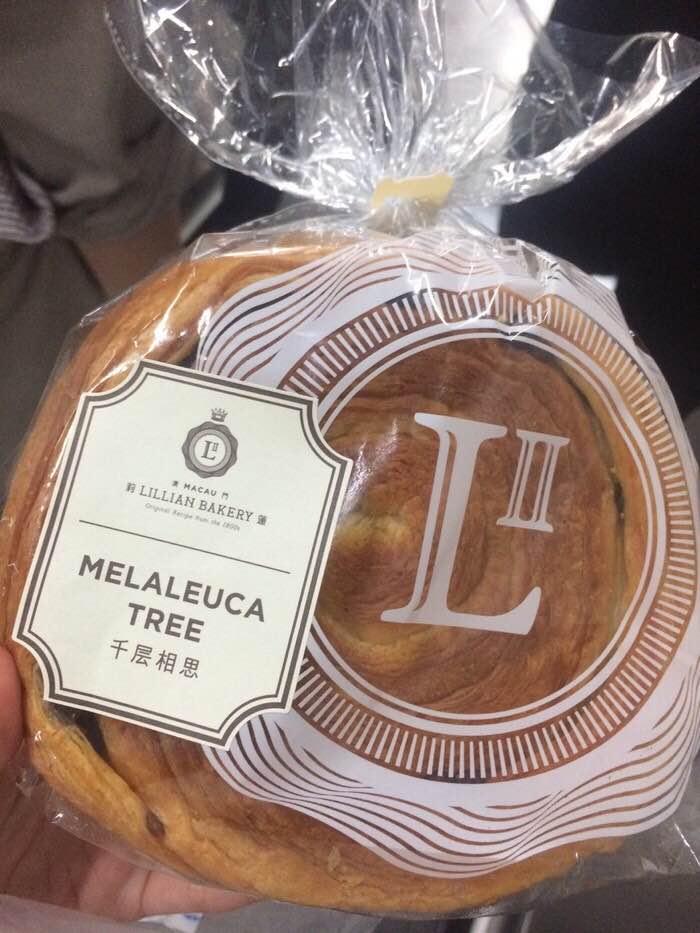 L II
澳 MACAU 門
鈴 LILLIAN BAKERY 蓮
Original Recipe from the 1800s
MELALEUCA
TREE
千层相思
L II